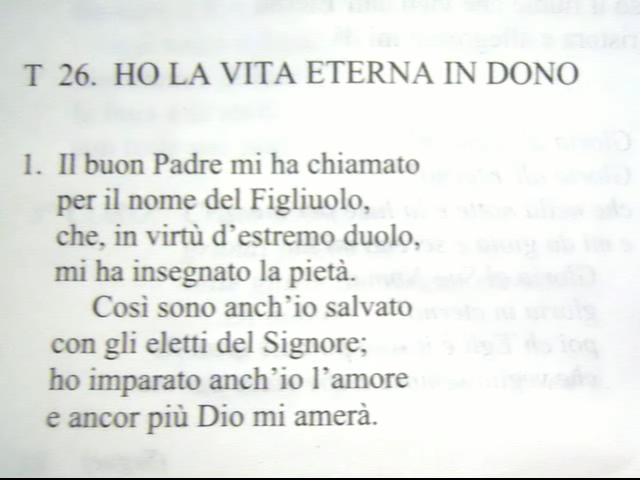 T 26. HO LA VITA ETERNA IN DONO
1. Il buon Padre mi ha chiamato
per il nome del Figliuolo,
che, in virtù d'estremo duolo,
mi ha insegnato la pietà.
Così sono anch'io salvato
con gli eletti del Signore;
ho imparato anch'io l'amore
e ancor più Dio mi amerà.